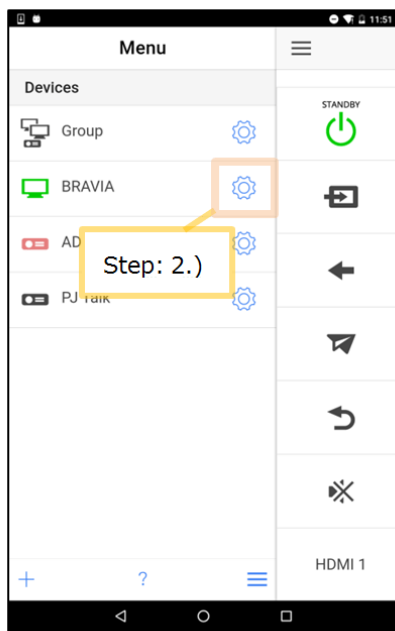 11:51
Menu
Devices
STANDBY
Group
BRAVIA
AD
Step: 2.)
PJ Talk
HDMI 1
+
?